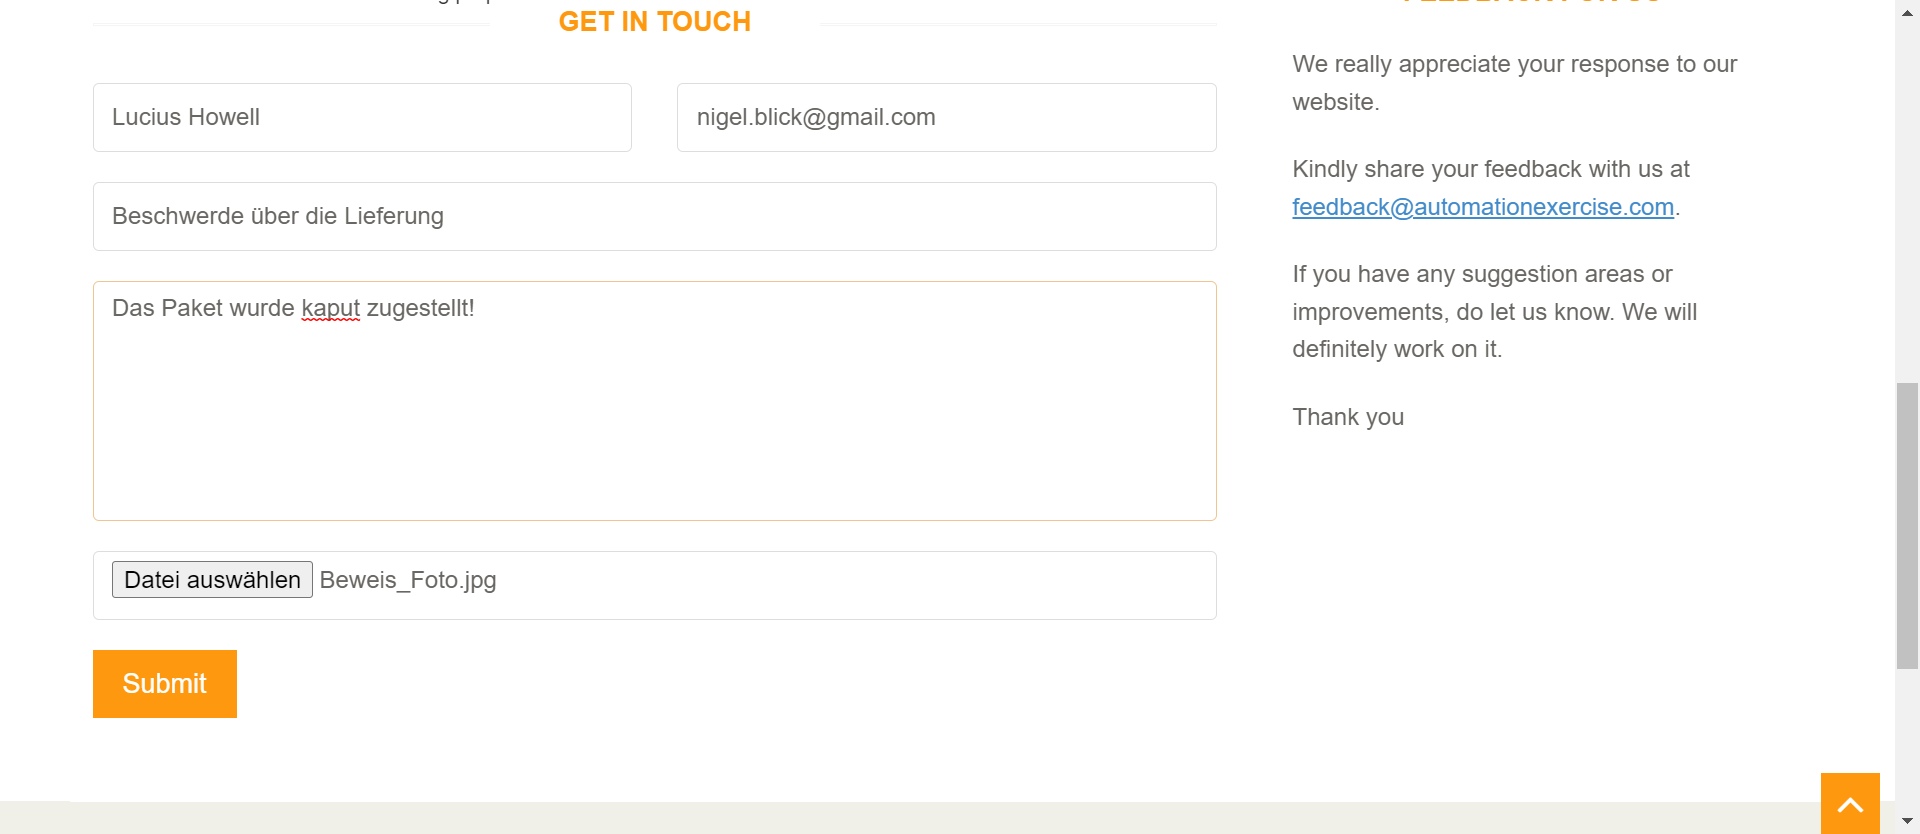 GET IN TOUCH
Lucius Howell
nigel.blick@gmail.com
Beschwerde über die Lieferung
Das Paket wurde kaput zugestellt!
Datei auswählen Beweis_Foto.jpg
Submit
We really appreciate your response to our
website.
Kindly share your feedback with us at
feedback@automationexercise.com.
If you have any suggestion areas or
improvements, do let us know. We will
definitely work on it.
Thank you